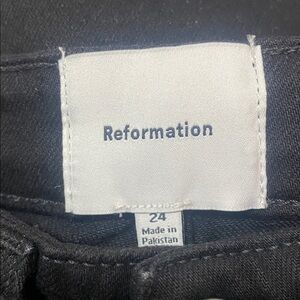 Reformation
24
Made in
Pakistan